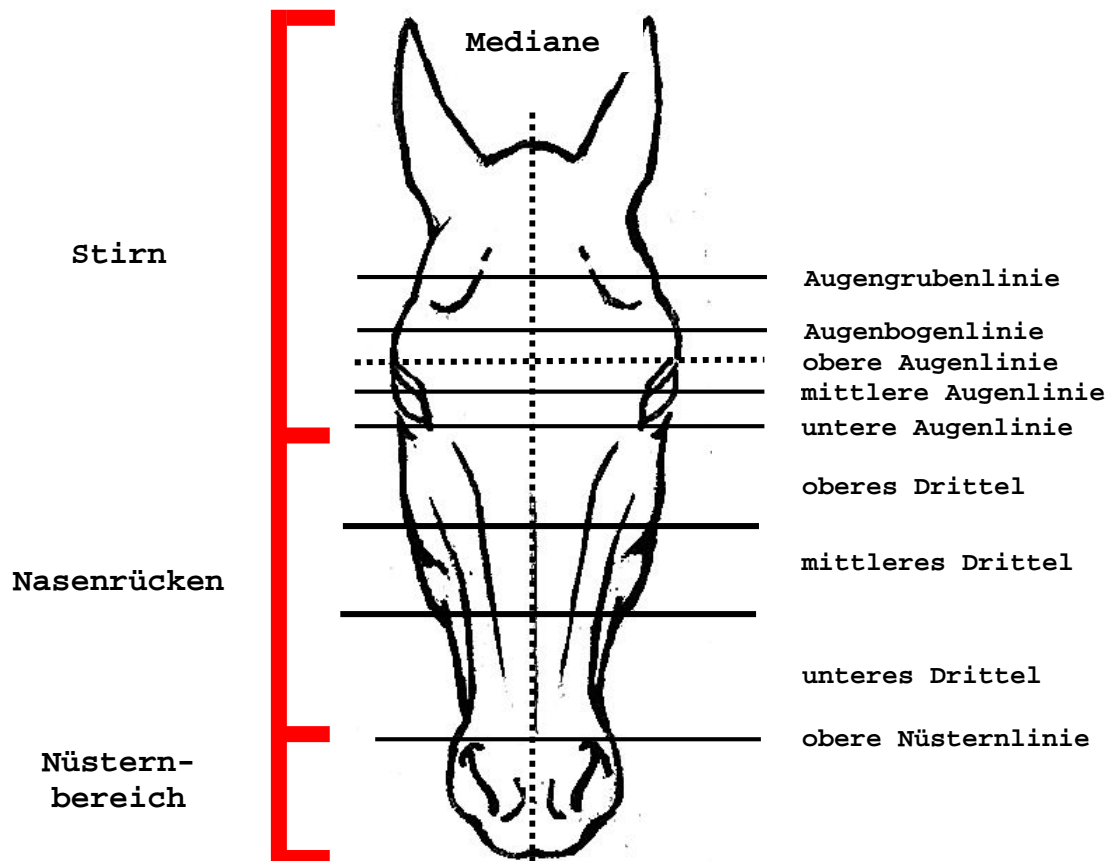 Mediane
Stirn
Augengrubenlinie
Augenbogenlinie
obere Augenlinie
mittlere Augenlinie
untere Augenlinie
oberes Drittel
mittleres Drittel
Nasenrücken
unteres Drittel
obere Nüsternlinie
Nüstern-
bereich